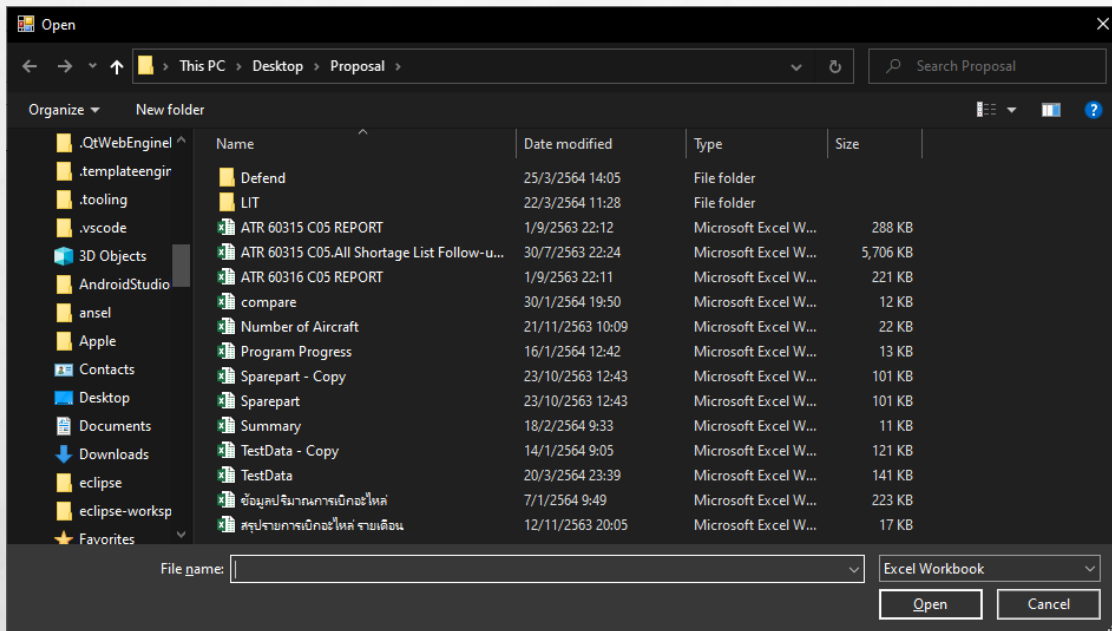 Open
This PC > Desktop > Proposal >
Search Proposal
Organize
New folder
.QtWebEngineI
.templateengir
.tooling
.vscode
3D Objects
AndroidStudio
ansel
Apple
Contacts
Desktop
Documents
Downloads
eclipse
eclipse-worksp
Favorites
Name Date modified Type Size
Defend 25/3/2564 14:05 File folder
LIT 22/3/2564 11:28 File folder
ATR 60315 C05 REPORT 1/9/2563 22:12 Microsoft Excel W... 288 KB
ATR 60315 C05.All Shortage List Follow-u... 30/7/2563 22:24 Microsoft Excel W... 5,706 KB
ATR 60316 C05 REPORT 1/9/2563 22:11 Microsoft Excel W... 221 KB
compare 30/1/2564 19:50 Microsoft Excel W... 12 KB
Number of Aircraft 21/11/2563 10:09 Microsoft Excel W... 22 KB
Program Progress 16/1/2564 12:42 Microsoft Excel W... 13 KB
Sparepart - Copy 23/10/2563 12:43 Microsoft Excel W... 101 KB
Sparepart 23/10/2563 12:43 Microsoft Excel W... 101 KB
Summary 18/2/2564 9:33 Microsoft Excel W... 11 KB
TestData - Copy 14/1/2564 9:05 Microsoft Excel W... 121 KB
TestData 20/3/2564 23:39 Microsoft Excel W... 141 KB
ข้อมูลปริมาณการเบิกอะไหล่ 7/1/2564 9:49 Microsoft Excel W... 223 KB
สรุปรายการเบิกอะไหล่ รายเดือน 12/11/2563 20:05 Microsoft Excel W... 17 KB
File name:
Excel Workbook
Open
Cancel